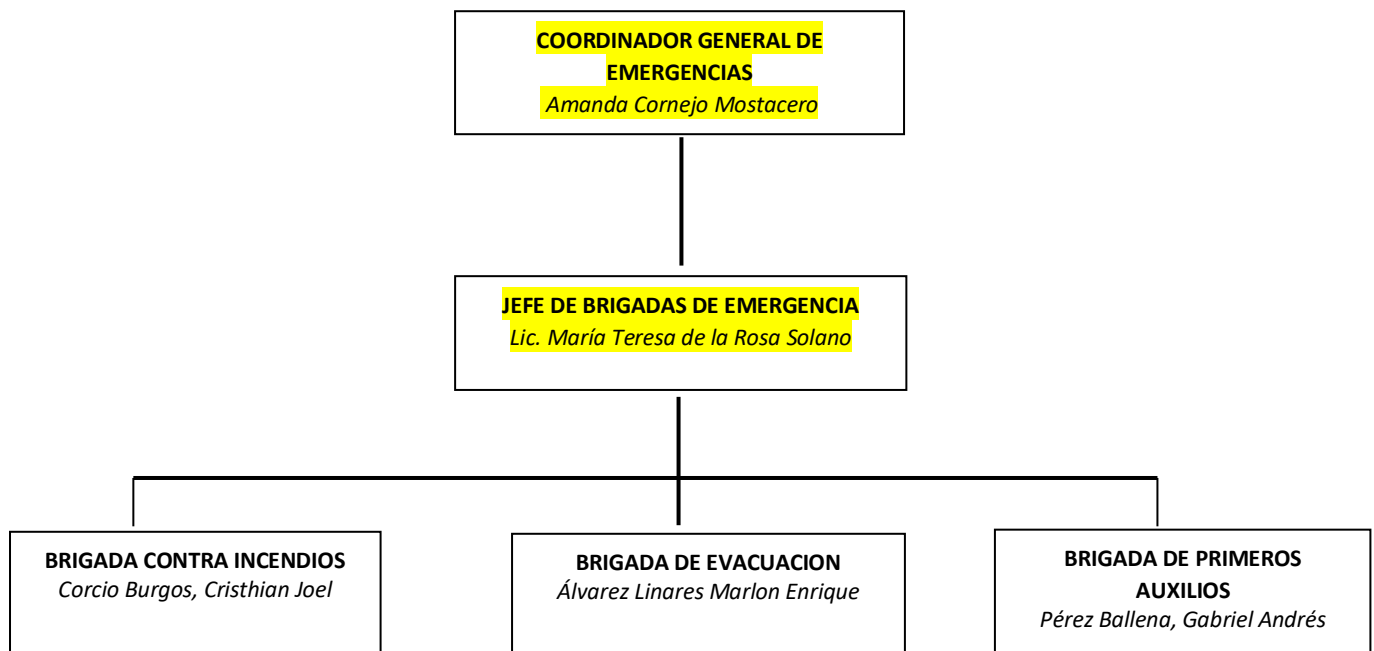 COORDINADOR GENERAL DE
EMERGENCIAS
Amanda Cornejo Mostacero
JEFE DE BRIGADAS DE EMERGENCIA
Lic. María Teresa de la Rosa Solano
BRIGADA CONTRA INCENDIOS
Corcio Burgos, Cristhian Joel
BRIGADA DE EVACUACION
Álvarez Linares Marlon Enrique
BRIGADA DE PRIMEROS
AUXILIOS
Pérez Ballena, Gabriel Andrés